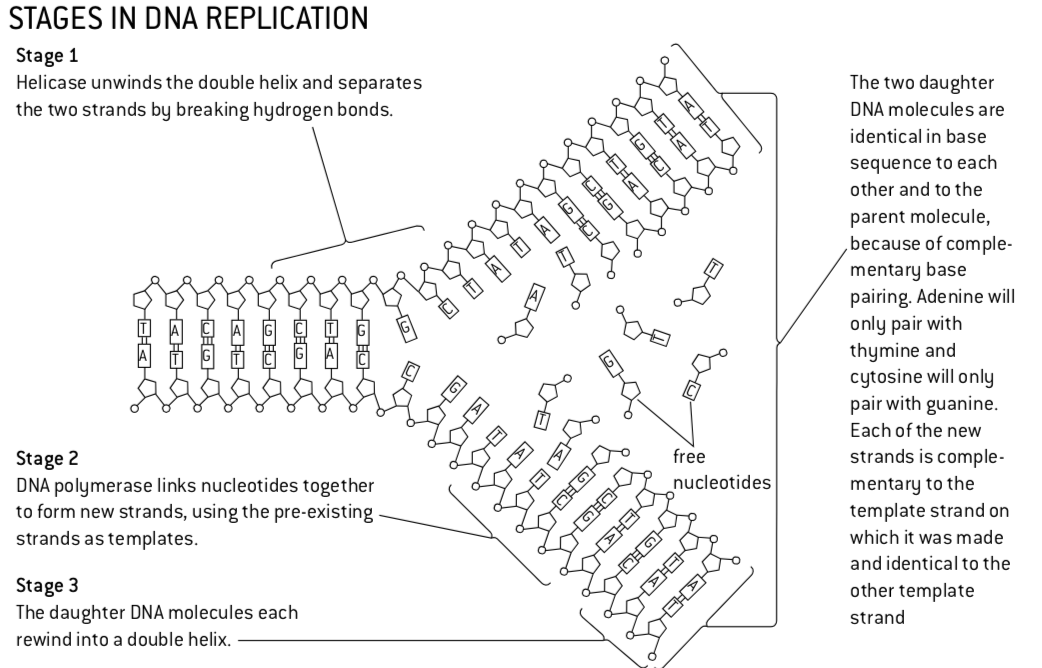 STAGES IN DNA REPLICATION
Stage 1
Helicase unwinds the double helix and separates
the two strands by breaking hydrogen bonds.
T A C A G C T G
A T G T C G A C
G C T A T A G C T G T A
T C G A C A T
A
T
T
G
C
T
C G A T A T C G A C A T
A G C T G T A
free
nucleotides
Stage 2
DNA polymerase links nucleotides together
to form new strands, using the pre-existing
strands as templates.
Stage 3
The daughter DNA molecules each
rewind into a double helix.
The two daughter
DNA molecules are
identical in base
sequence to each
other and to the
parent molecule,
because of comple-
mentary base
pairing. Adenine will
only pair with
thymine and
cytosine will only
pair with guanine.
Each of the new
strands is comple-
mentary to the
template strand on
which it was made
and identical to the
other template
strand